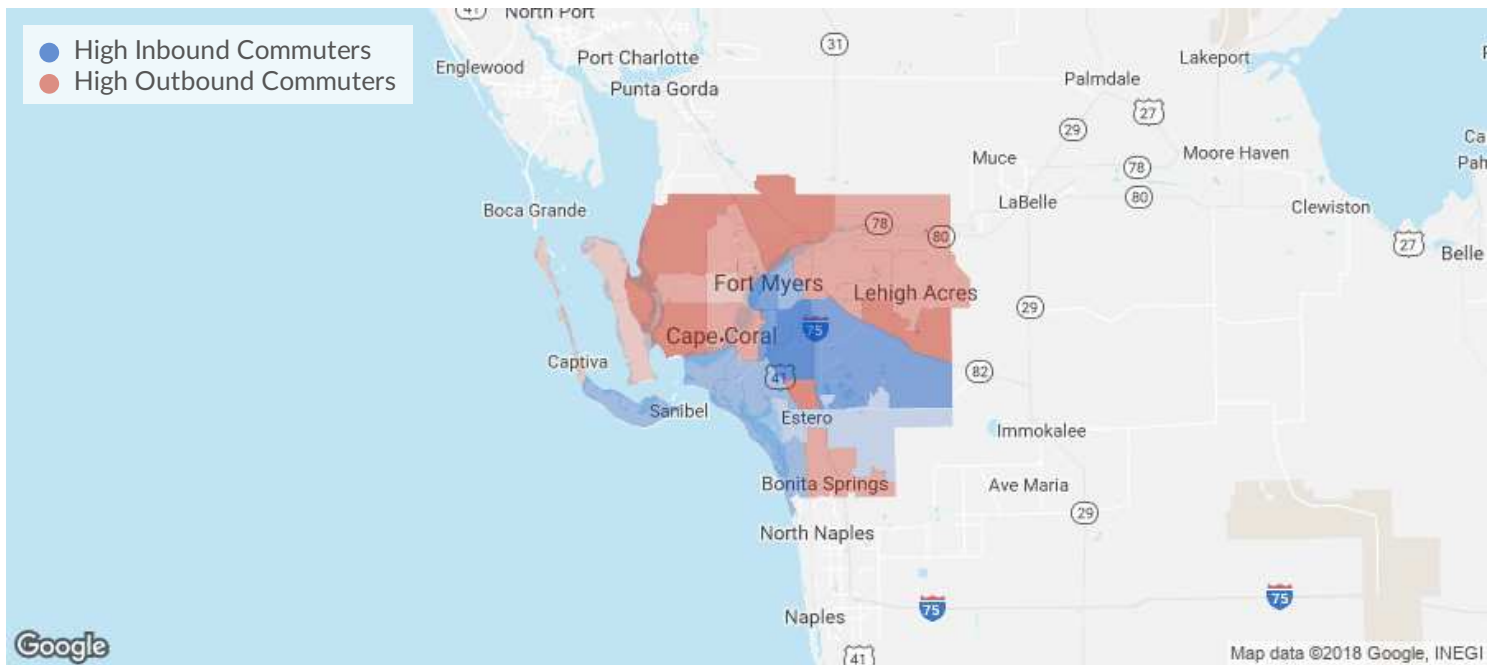 High Inbound Commuters
High Outbound Commuters
41
North Port
Englewood
Port Charlotte
Punta Gorda
31
Lakeport
Palmdale
27
29
Muce
78
Moore Haven
Boca Grande
LaBelle
80
Clewiston
78
80
27
Belle
Fort Myers
Lehigh Acres
29
75
Cape Coral
Captiva
41
82
Sanibel
Estero
Immokalee
Bonita Springs
Ave Maria
29
North Naples
75
75
Naples
41
Google
Map data ©2018 Google, INEGI